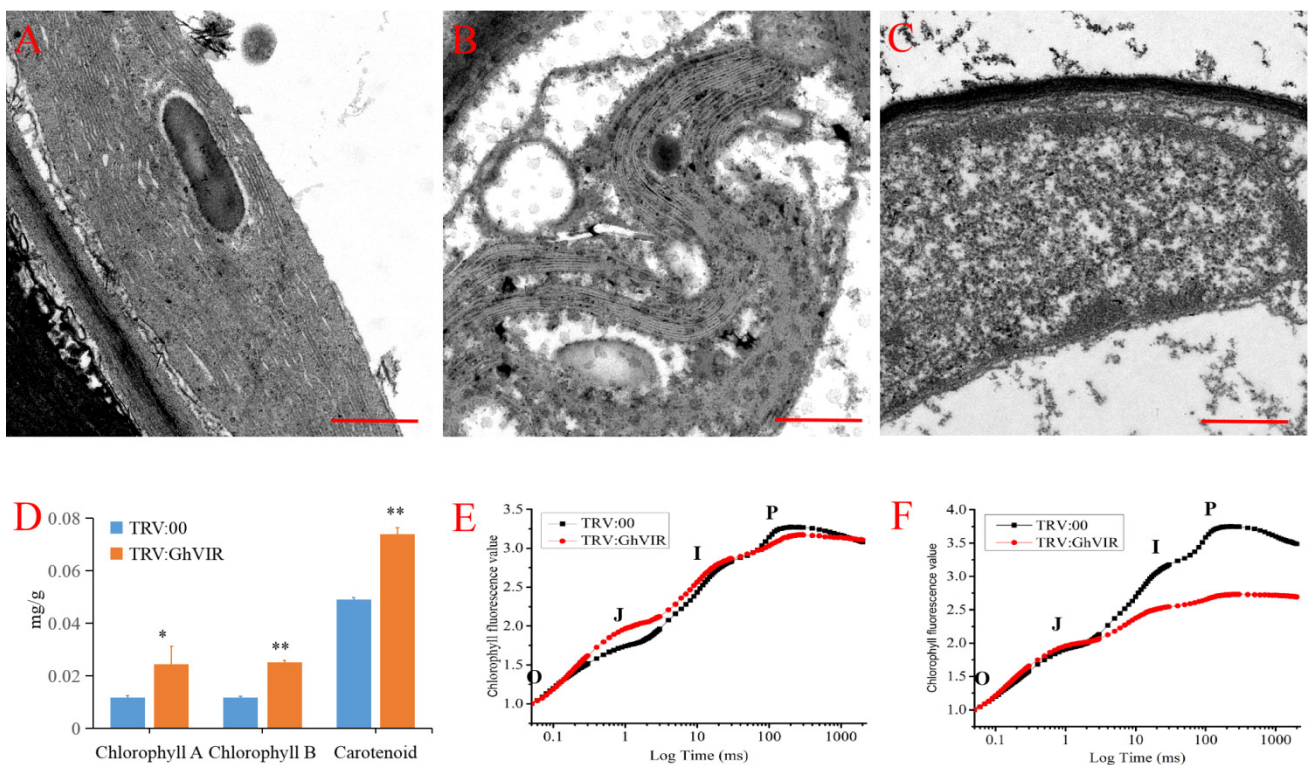 A
B
C
D
TRV:00
TRV:GhVIR
mg/g
0.08
0.06
0.04
0.02
0
*
**
**
Chlorophyll A Chlorophyll B Carotenoid
E
TRV:00
TRV:GhVIR
Chlorophyll fluorescence value
3.5
3.0
2.5
2.0
1.5
1.0
O
J
I
P
0.1 1 10 100 1000
Log Time (ms)
F
TRV:00
TRV:GhVIR
Chlorophyll fluorescence value
4.0
3.5
3.0
2.5
2.0
1.5
1.0
O
J
I
P
0.1 1 10 100 1000
Log Time (ms)